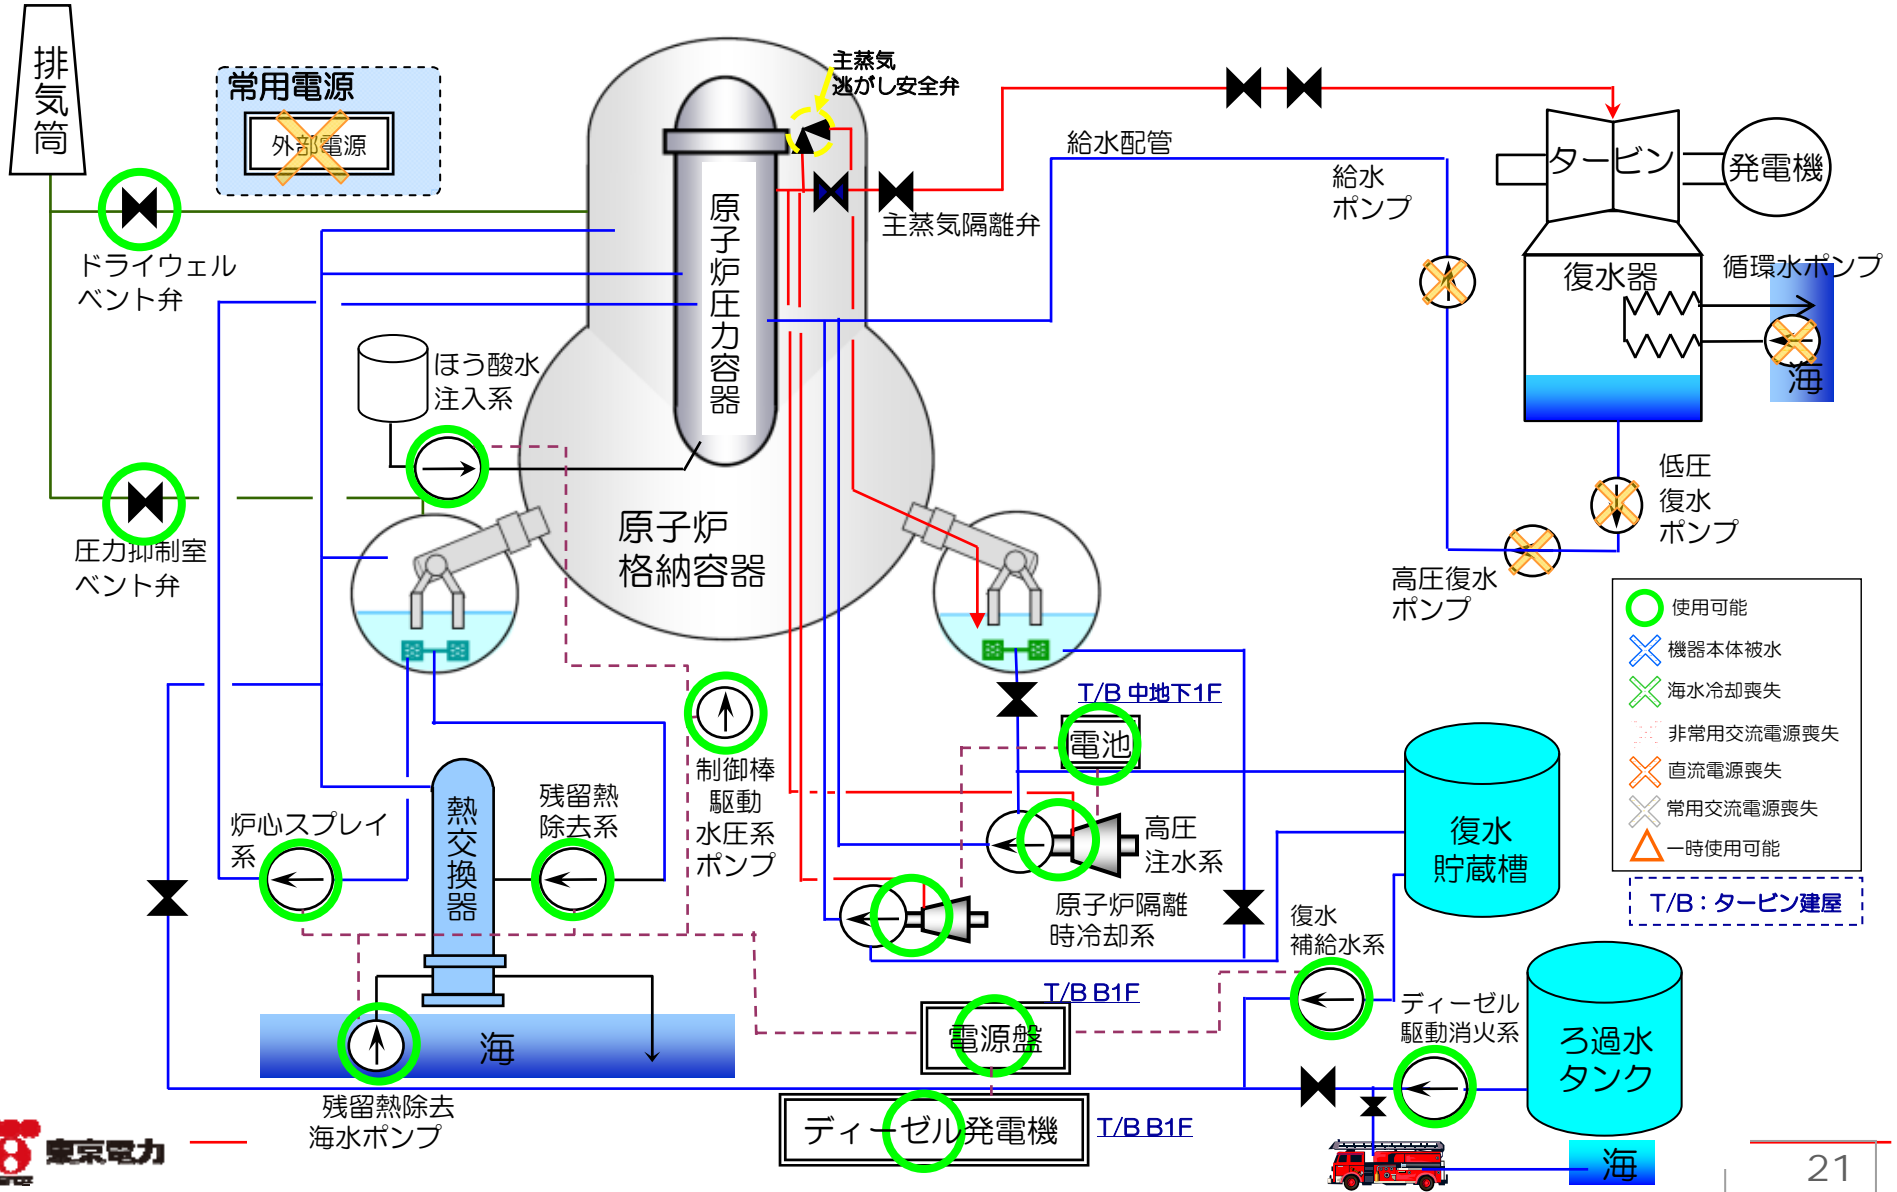 排気筒
常用電源
外部電源
主蒸気
逃がし安全弁
給水配管
給水
ポンプ
タービン
発電機
主蒸気隔離弁
ドライウェル
ベント弁
原子炉圧力容器
復水器
循環水ポンプ
海
ほう酸水
注入系
低圧
復水
ポンプ
高圧復水
ポンプ
圧力抑制室
ベント弁
原子炉
格納容器
使用可能
機器本体被水
海水冷却喪失
非常用交流電源喪失
直流電源喪失
常用交流電源喪失
一時使用可能
T/B:タービン建屋
T/B 中地下1F
電池
制御棒
駆動
水圧系
ポンプ
残留熱
除去系
炉心スプレイ
系
熱交換器
高圧
注水系
原子炉隔離
時冷却系
復水
貯蔵槽
復水
補給水系
T/B B1F
電源盤
ディーゼル
駆動消火系
ろ過水
タンク
海
残留熱除去
海水ポンプ
ディーゼル発電機
T/B B1F
海
東京電力
21